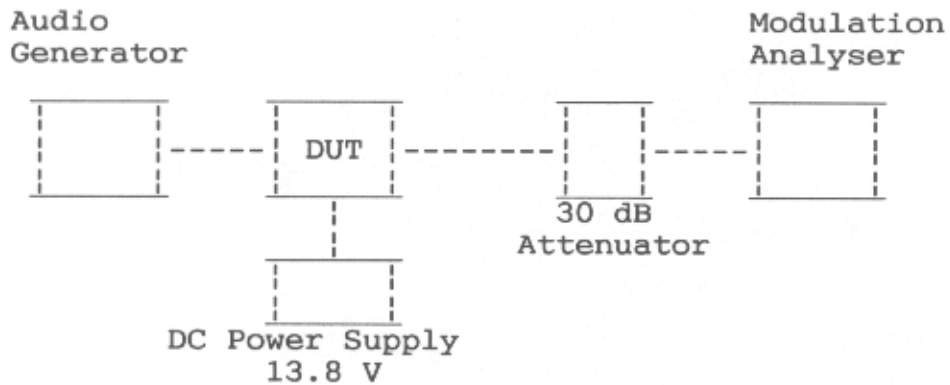 Audio
Generator
Modulation
Analyser
DUT
30 dB
Attenuator
DC Power Supply
13.8 V